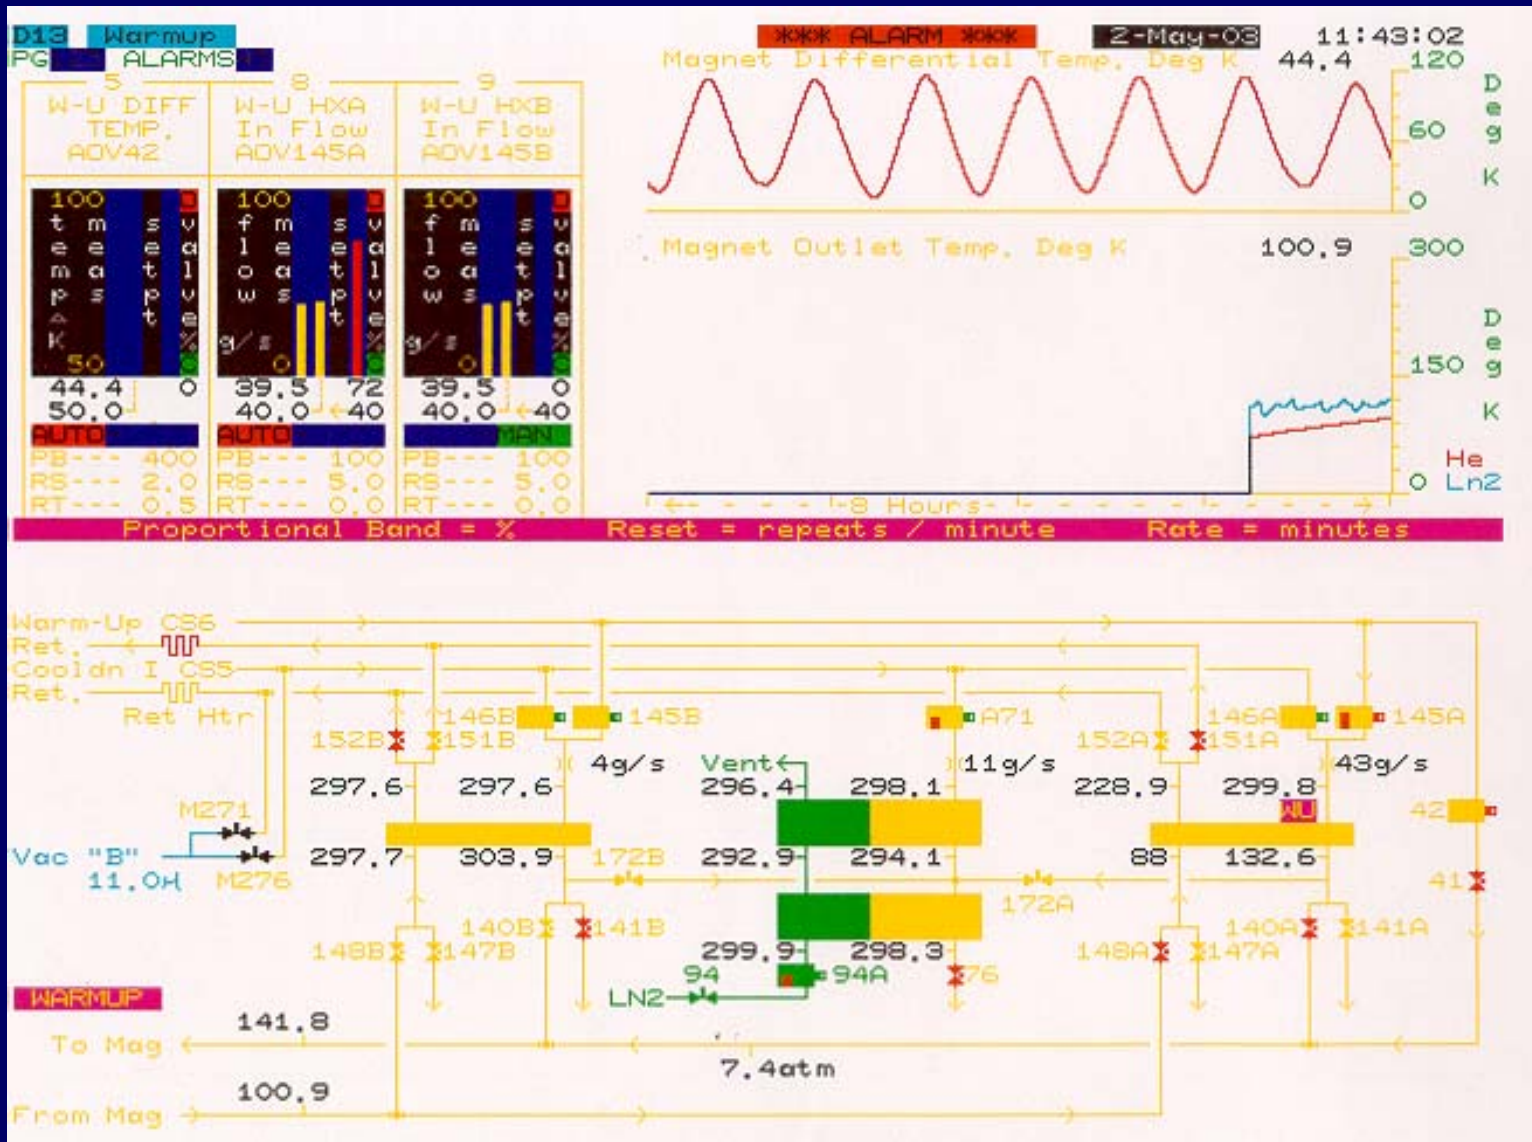 D13 Warmup *** ALARM *** 2-May-03 11:43:02
PG ALARMS
Magnet Differential Temp. Deg K 44.4 120
60
0
Deg K
5 8 9
W-U DIFF TEMP. AOV42
W-U HXA In Flow AOV145A
W-U HXB In Flow AOV145B
100 temp^K meas setpt valve% 50 C
100 flow g/s meas setpt valve% 0 C
100 flow g/s meas setpt valve% 0 C
44.4 0 39.5 72 39.5 0
50.0 40.0 40 40.0 40
AUTO AUTO MAN
PB--- 400 PB--- 100 PB--- 100
RS--- 2.0 RS--- 5.0 RS--- 5.0
RT--- 0.5 RT--- 0.0 RT--- 0.0
Magnet Outlet Temp. Deg K 100.9 300
150
0
Deg K
He
Ln2
8 Hours
Proportional Band = % Reset = repeats / minute Rate = minutes
Warm-Up CS6
Ret.
Cooldn I CS5
Ret.
Ret Htr
146B 145B A71 146A 145A
152B 151B 152A 151A
4g/s Vent 11g/s 43g/s
297.6 297.6 296.4 298.1 228.9 299.8
M271 WU 42
Vac "B" 297.7 303.9 172B 292.9 294.1 88 132.6
11.0μ M276 41
172A
140B 141B 140A 141A
148B 147B 299.9 298.3 148A 147A
94 94A 76
LN2
WARMUP
141.8
To Mag
7.4atm
100.9
From Mag